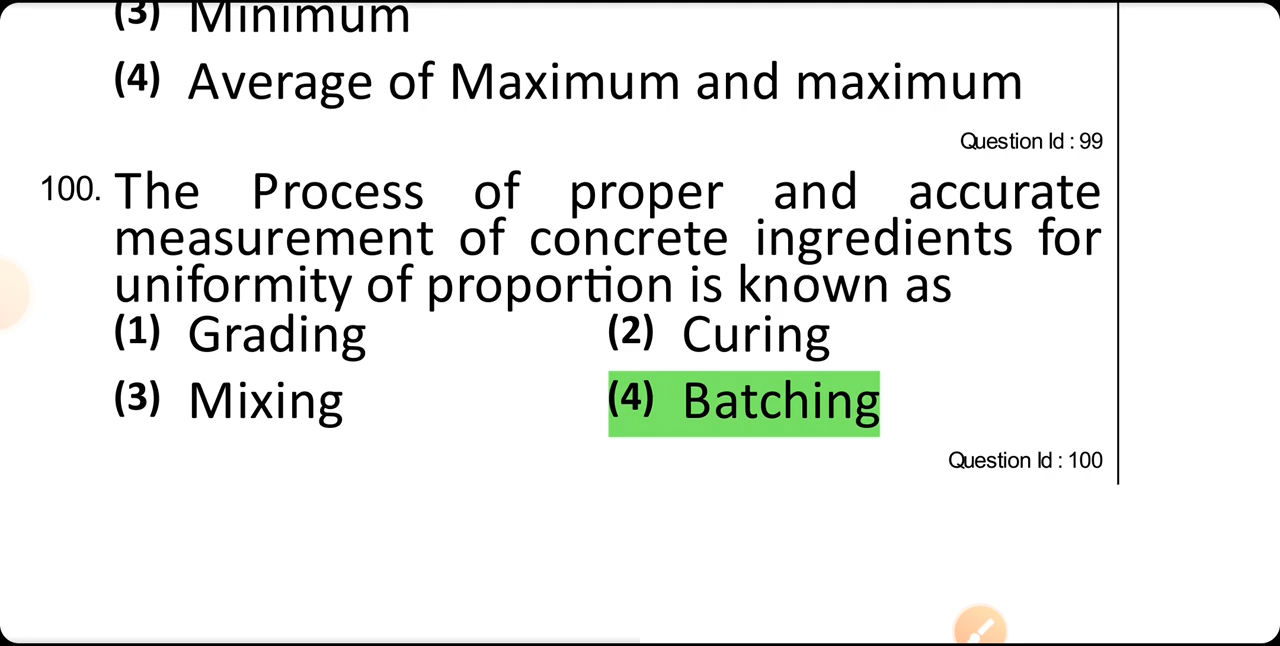 (3) Minimum
(4) Average of Maximum and maximum
Question Id : 99
100. The Process of proper and accurate
measurement of concrete ingredients for
uniformity of proportion is known as
(1) Grading (2) Curing
(3) Mixing (4) Batching
Question Id : 100